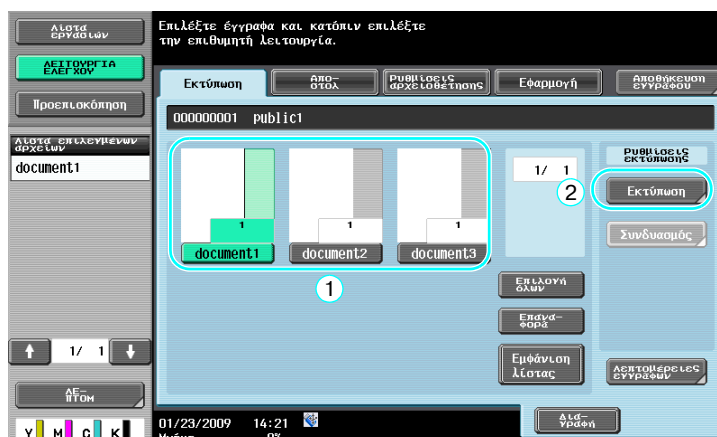 Λίστα
εργασιών
Επιλέξτε έγγραφα και κατόπιν επιλέξτε
την επιθυμητή λειτουργία.
ΛΕΙΤΟΥΡΓΙΑ
ΕΛΕΓΧΟΥ
Προεπισκόπηση
Εκτύπωση
Απο-
στολ
Ρυθμίσεις
αρχειοθέτησης
Εφαρμογή
Αποθήκευση
εγγράφου
000000001 public1
Λίστα επιλεγμένων
αρχείων
document1
1
document1
1
document2
1
document3
1/ 1
Ρυθμίσεις
εκτύπωσης
2
Εκτύπωση
Συνδυασμός
1
Επιλογή
όλων
Επανα-
φορά
Εμφάνιση
λίστας
Λεπτομέρειες
εγγράφων
1/ 1
ΛΕ-
ΠΤΟΜ
Y M C K
01/23/2009 14:21
Μνήμη 0%
Δια-
γραφή